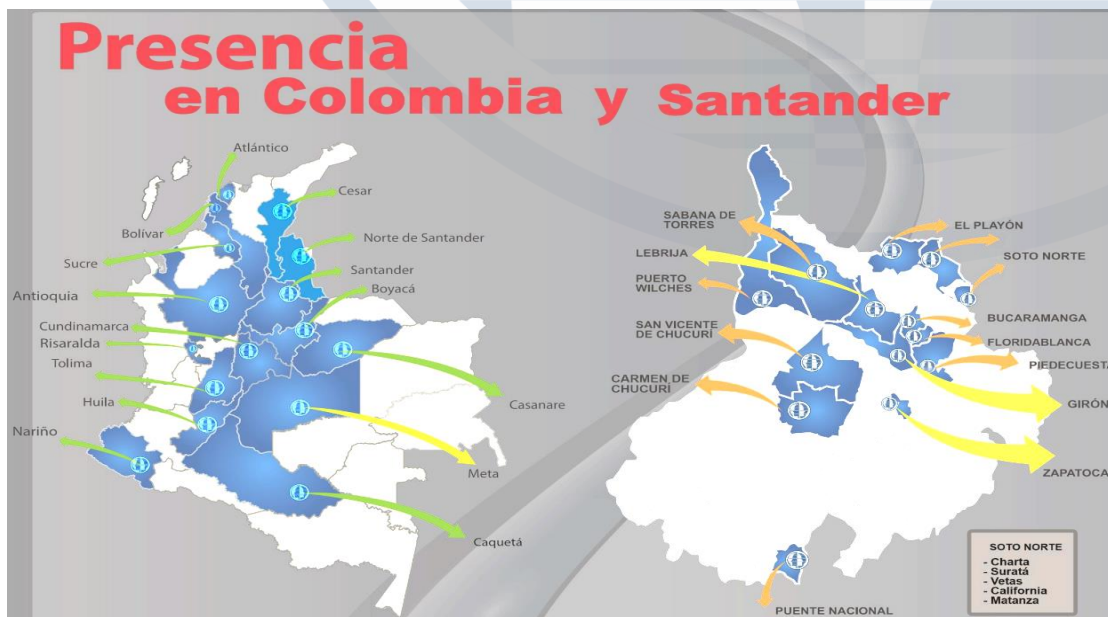 Presencia
en Colombia y Santander
Atlántico
Cesar
Bolívar
Norte de Santander
Sucre
Santander
Antioquia
Boyacá
Cundinamarca
Risaralda
Tolima
Huila
Casanare
Nariño
Meta
Caquetá
SABANA DE
TORRES
EL PLAYÓN
LEBRIJA
SOTO NORTE
PUERTO
WILCHES
BUCARAMANGA
SAN VICENTE
DE CHUCURÍ
FLORIDABLANCA
PIEDECUESTA
CARMEN DE
CHUCURÍ
GIRÓN
ZAPATOCA
PUENTE NACIONAL
SOTO NORTE
- Charta
- Suratá
- Vetas
- California
- Matanza